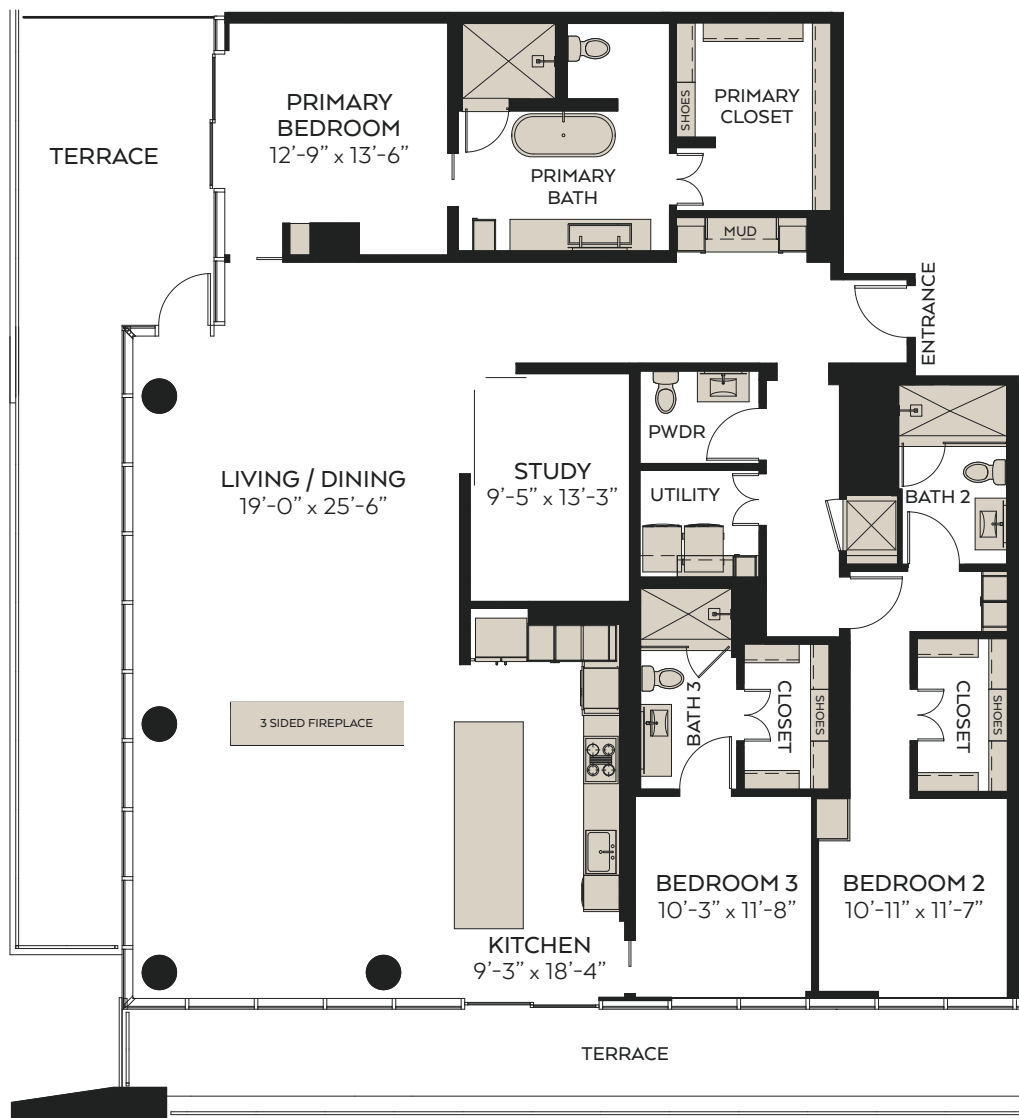 TERRACE
PRIMARY
BEDROOM
12'-9" x 13'-6"
PRIMARY
BATH
SHOES
PRIMARY
CLOSET
MUD
ENTRANCE
LIVING / DINING
19'-0" x 25'-6"
STUDY
9'-5" x 13'-3"
PWDR
UTILITY
BATH 2
3 SIDED FIREPLACE
BATH 3
CLOSET
SHOES
CLOSET
SHOES
KITCHEN
9'-3" x 18'-4"
BEDROOM 3
10'-3" x 11'-8"
BEDROOM 2
10'-11" x 11'-7"
TERRACE